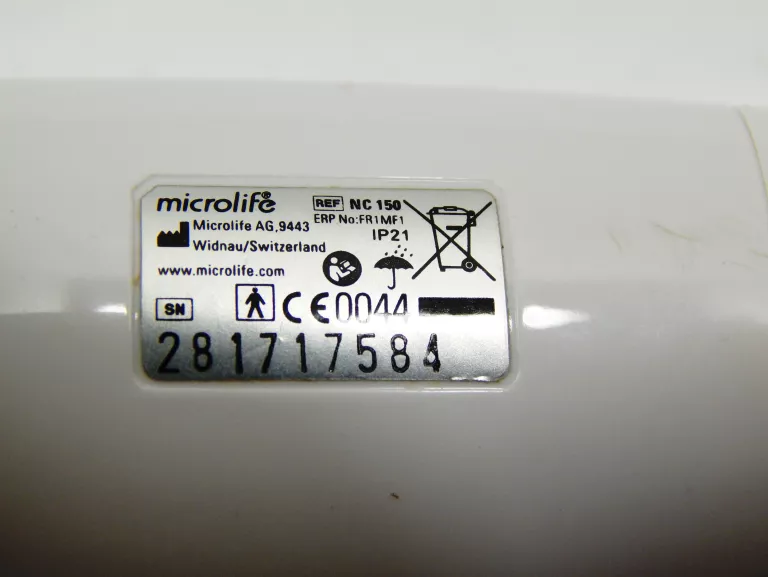 microlife®
REF NC 150
ERP No:FR1MF1
Microlife AG,9443
Widnau/Switzerland
IP21
www.microlife.com
SN
CE0044
281717584